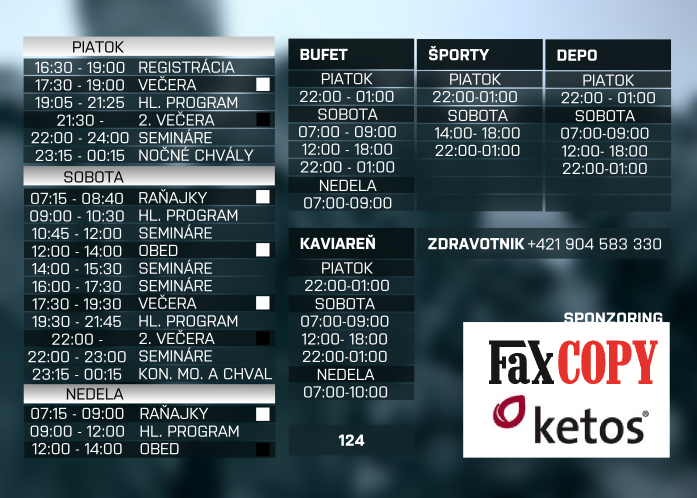 PIATOK
16:30 - 19:00 REGISTRÁCIA
17:30 - 19:00 VEČERA
19:05 - 21:25 HL. PROGRAM
21:30 - 2. VEČERA
22:00 - 24:00 SEMINÁRE
23:15 - 00:15 NOČNÉ CHVÁLY
SOBOTA
07:15 - 08:40 RAŇAJKY
09:00 - 10:30 HL. PROGRAM
10:45 - 12:00 SEMINÁRE
12:00 - 14:00 OBED
14:00 - 15:30 SEMINÁRE
16:00 - 17:30 SEMINÁRE
17:30 - 19:30 VEČERA
19:30 - 21:45 HL. PROGRAM
22:00 - 2. VEČERA
22:00 - 23:00 SEMINÁRE
23:15 - 00:15 KON. MO. A CHVAL
NEDELA
07:15 - 09:00 RAŇAJKY
09:00 - 12:00 HL. PROGRAM
12:00 - 14:00 OBED
BUFET
PIATOK
22:00 - 01:00
SOBOTA
07:00 - 09:00
12:00 - 18:00
22:00 - 01:00
NEDELA
07:00-09:00
ŠPORTY
PIATOK
22:00-01:00
SOBOTA
14:00- 18:00
22:00-01:00
DEPO
PIATOK
22:00 - 01:00
SOBOTA
07:00-09:00
12:00- 18:00
22:00-01:00
KAVIAREŇ
PIATOK
22:00-01:00
SOBOTA
07:00-09:00
12:00- 18:00
22:00-01:00
NEDELA
07:00-10:00
124
ZDRAVOTNIK +421 904 583 330
SPONZORING
FaXCOPY
ketos®